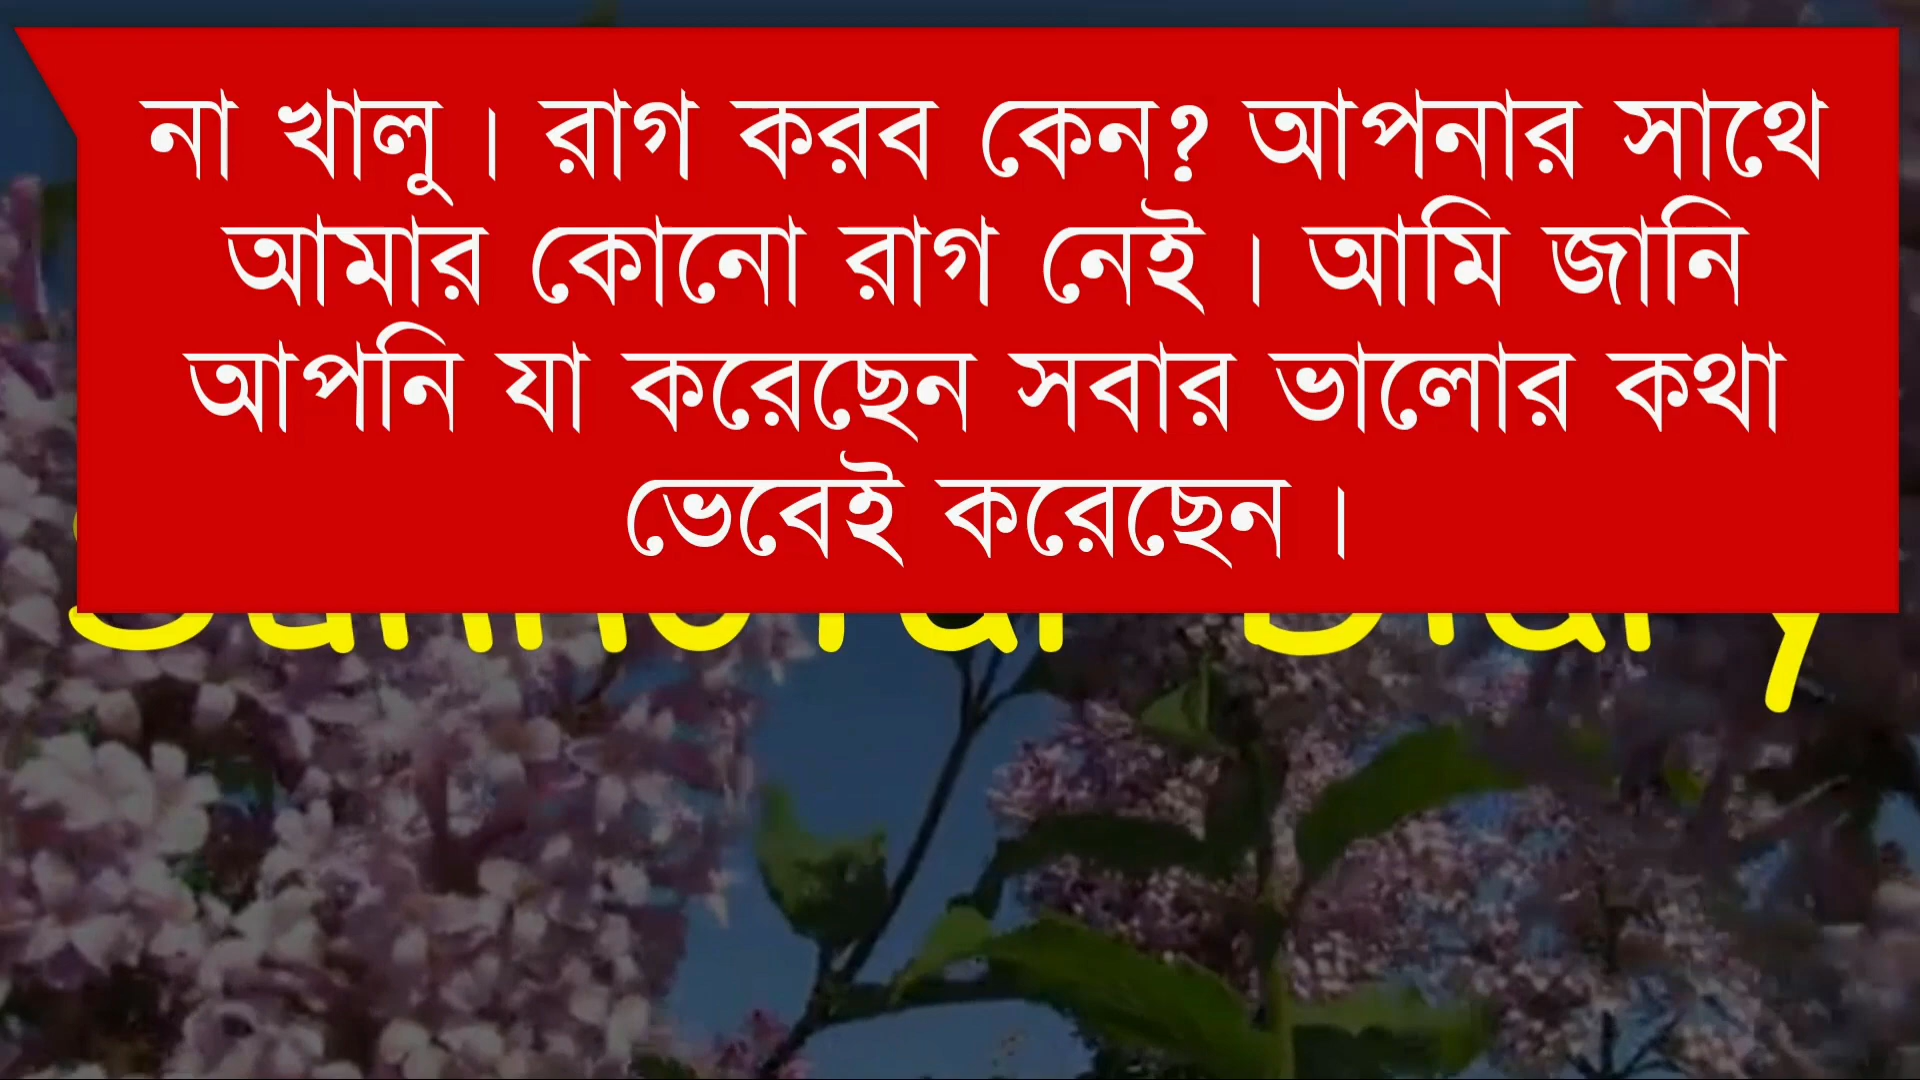 না খালু। রাগ করব কেন? আপনার সাথে
আমার কোনো রাগ নেই। আমি জানি
আপনি যা করেছেন সবার ভালোর কথা
ভেবেই করেছেন।